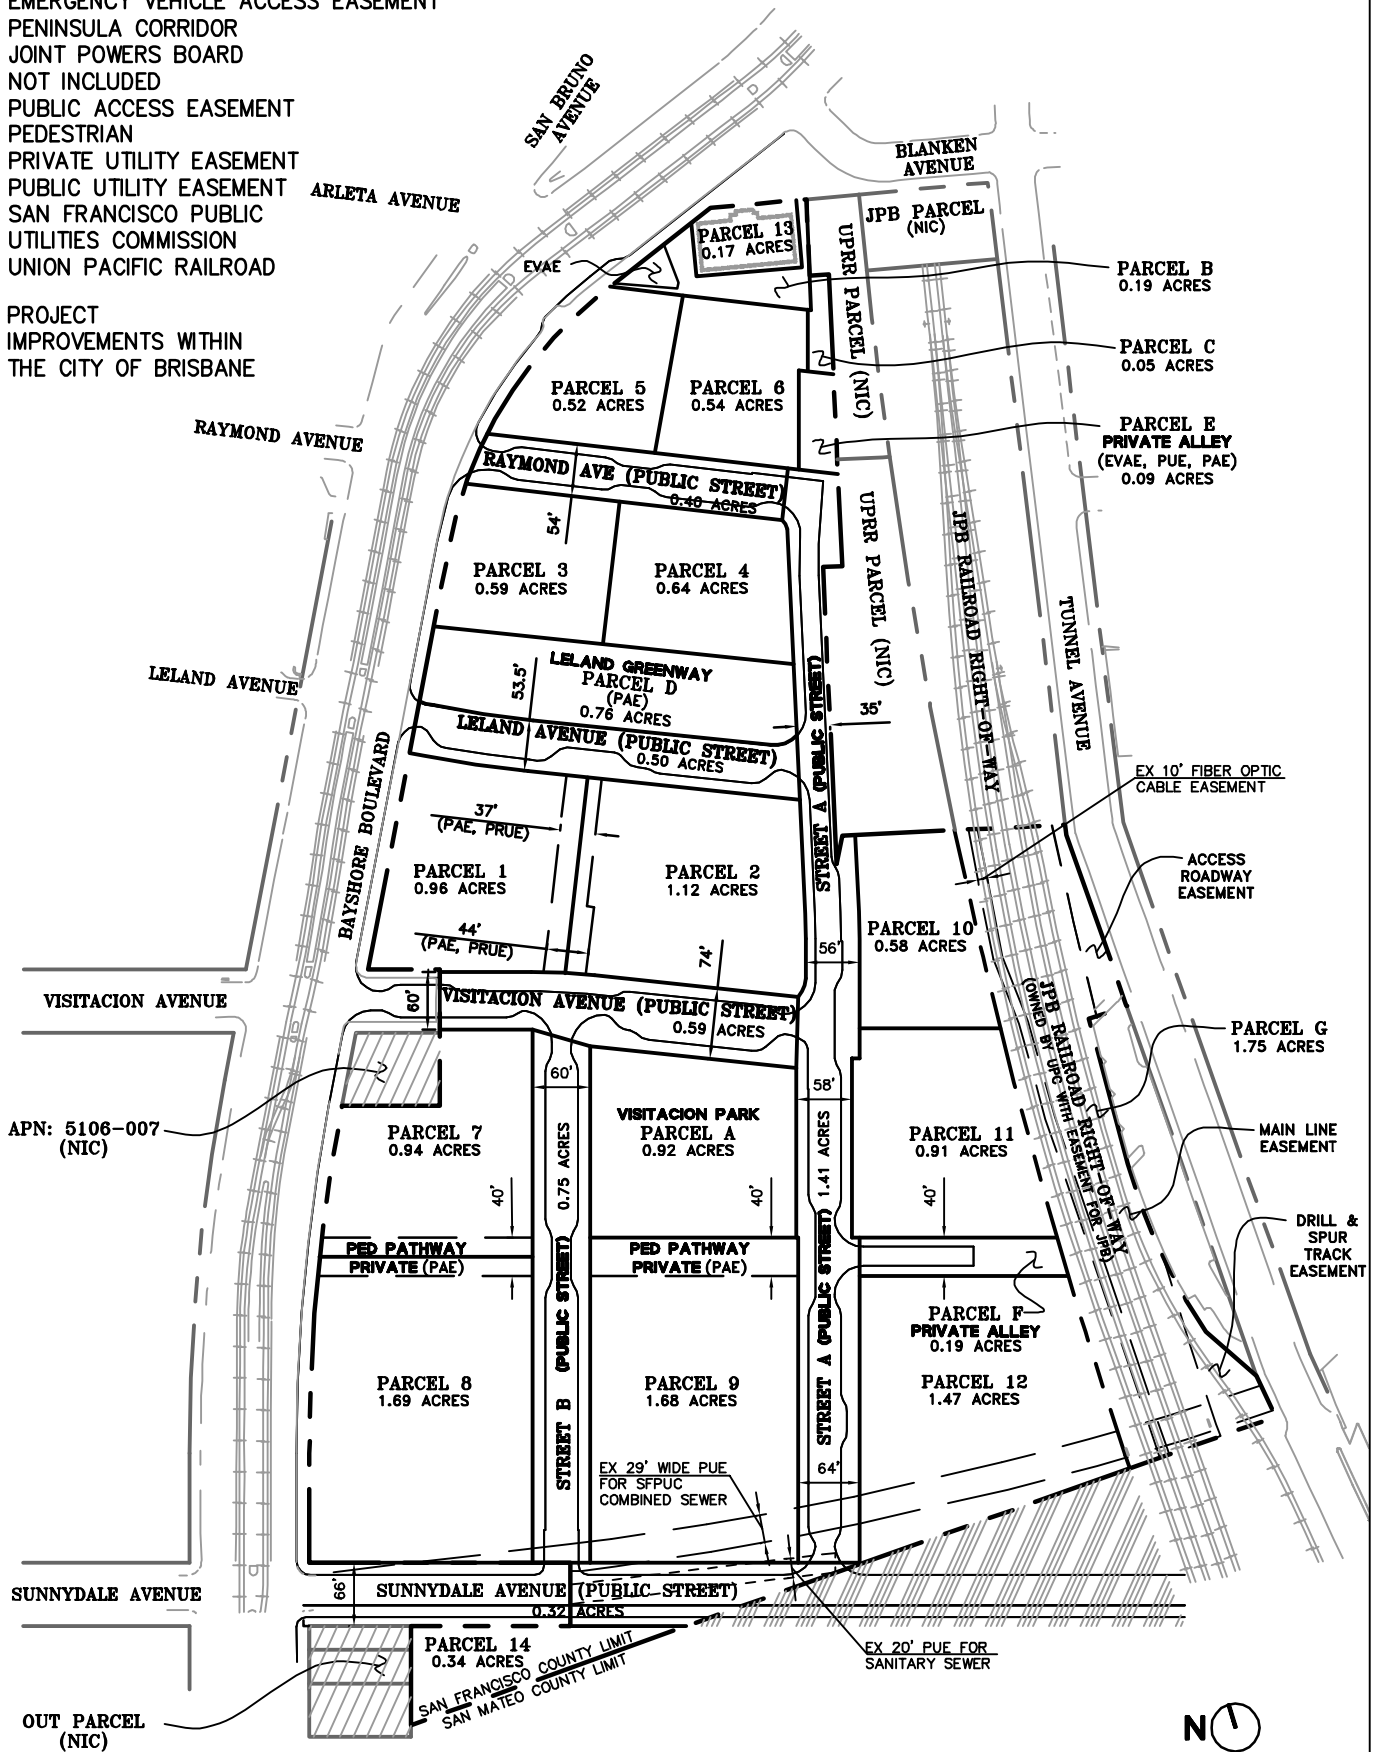 EMERGENCY VEHICLE ACCESS EASEMENT
PENINSULA CORRIDOR
JOINT POWERS BOARD
NOT INCLUDED
PUBLIC ACCESS EASEMENT
PEDESTRIAN
PRIVATE UTILITY EASEMENT
PUBLIC UTILITY EASEMENT
SAN FRANCISCO PUBLIC
UTILITIES COMMISSION
UNION PACIFIC RAILROAD
PROJECT
IMPROVEMENTS WITHIN
THE CITY OF BRISBANE
SAN BRUNO
AVENUE
ARLETA AVENUE
BLANKEN
AVENUE
JPB PARCEL
(NIC)
PARCEL 13
0.17 ACRES
EVAE
UPRR PARCEL (NIC)
PARCEL B
0.19 ACRES
PARCEL C
0.05 ACRES
PARCEL 5
0.52 ACRES
PARCEL 6
0.54 ACRES
PARCEL E
PRIVATE ALLEY
(EVAE, PUE, PAE)
0.09 ACRES
RAYMOND AVENUE
RAYMOND AVE (PUBLIC STREET)
0.40 ACRES
54'
UPRR PARCEL (NIC)
JPB RAILROAD RIGHT-OF-WAY
PARCEL 3
0.59 ACRES
PARCEL 4
0.64 ACRES
TUNNEL AVENUE
LELAND AVENUE
53.5'
LELAND GREENWAY
PARCEL D
(PAE)
0.76 ACRES
35'
LELAND AVENUE (PUBLIC STREET)
0.50 ACRES
STREET A (PUBLIC STREET)
BAYSHORE BOULEVARD
EX 10' FIBER OPTIC
CABLE EASEMENT
37'
(PAE, PRUE)
PARCEL 1
0.96 ACRES
PARCEL 2
1.12 ACRES
ACCESS
ROADWAY
EASEMENT
44'
(PAE, PRUE)
74'
56'
PARCEL 10
0.58 ACRES
VISITACION AVENUE
60'
VISITACION AVENUE (PUBLIC STREET)
0.59 ACRES
JPB RAILROAD RIGHT-OF-WAY
(OWNED BY UPC WITH EASEMENT FOR JPB)
PARCEL G
1.75 ACRES
60'
58'
APN: 5106-007
(NIC)
PARCEL 7
0.94 ACRES
0.75 ACRES
VISITACION PARK
PARCEL A
0.92 ACRES
1.41 ACRES
PARCEL 11
0.91 ACRES
MAIN LINE
EASEMENT
40'
40'
40'
PED PATHWAY
PRIVATE (PAE)
PED PATHWAY
PRIVATE (PAE)
DRILL &
SPUR
TRACK
EASEMENT
PARCEL F
PRIVATE ALLEY
0.19 ACRES
STREET B (PUBLIC STREET)
STREET A (PUBLIC STREET)
PARCEL 8
1.69 ACRES
PARCEL 9
1.68 ACRES
PARCEL 12
1.47 ACRES
EX 29' WIDE PUE
FOR SFPUC
COMBINED SEWER
64'
SUNNYDALE AVENUE
66'
SUNNYDALE AVENUE (PUBLIC STREET)
0.32 ACRES
PARCEL 14
0.34 ACRES
SAN FRANCISCO COUNTY LIMIT
SAN MATEO COUNTY LIMIT
EX 20' PUE FOR
SANITARY SEWER
OUT PARCEL
(NIC)
N